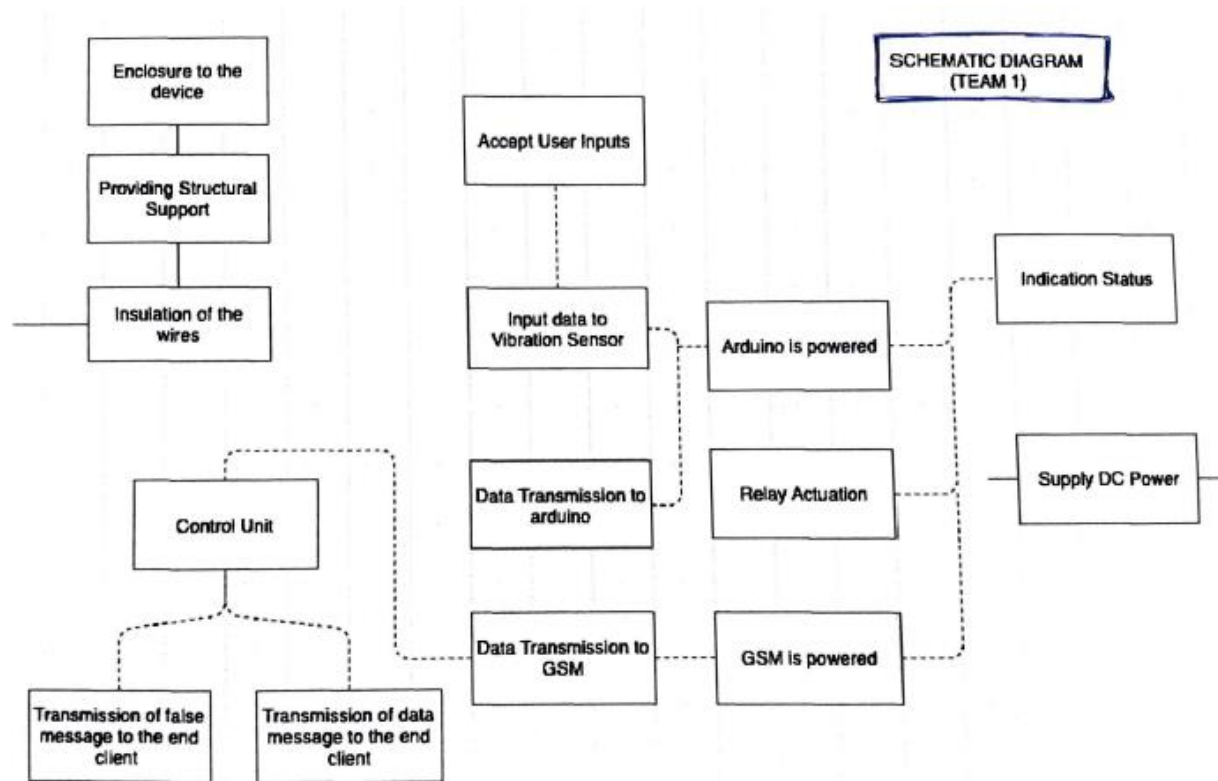 SCHEMATIC DIAGRAM
(TEAM 1)
Enclosure to the
device
Providing Structural
Support
Insulation of the
wires
Accept User Inputs
Input data to
Vibration Sensor
Arduino is powered
Indication Status
Data Transmission to
arduino
Relay Actuation
Supply DC Power
Control Unit
Data Transmission to
GSM
GSM is powered
Transmission of false
message to the end
client
Transmission of data
message to the end
client